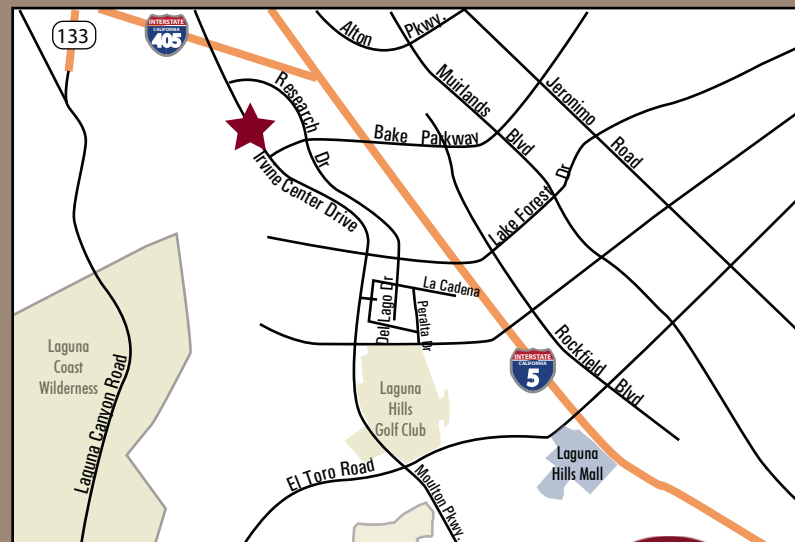 133
INTERSTATE
CALIFORNIA
405
Alton Pkwy.
Research Dr
Muirlands Blvd
Jeronimo Road
Bake Parkway
Irvine Center Drive
Lake Forest Dr
La Cadena
Del Lago Dr
Peralta Dr
Laguna
Coast
Wilderness
Laguna Canyon Road
INTERSTATE
CALIFORNIA
5
Rockfield Blvd
Laguna
Hills
Golf Club
Laguna
Hills Mall
El Toro Road
Moulton Pkwy.